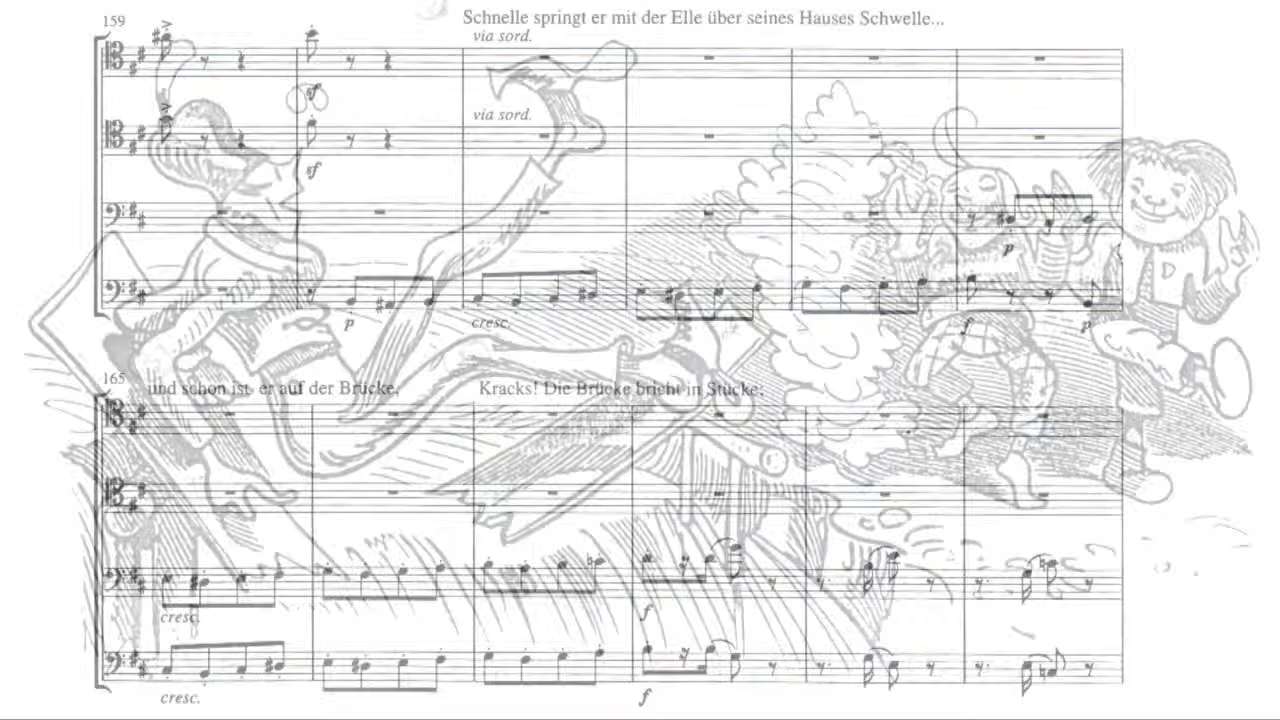 159
Schnelle springt er mit der Elle über seines Hauses Schwelle...
via sord.
sf
via sord.
sf
p
p cresc. f p
165
und schon ist er auf der Brücke,
Kracks! Die Brücke bricht in Stücke;
D
cresc. f
cresc. f